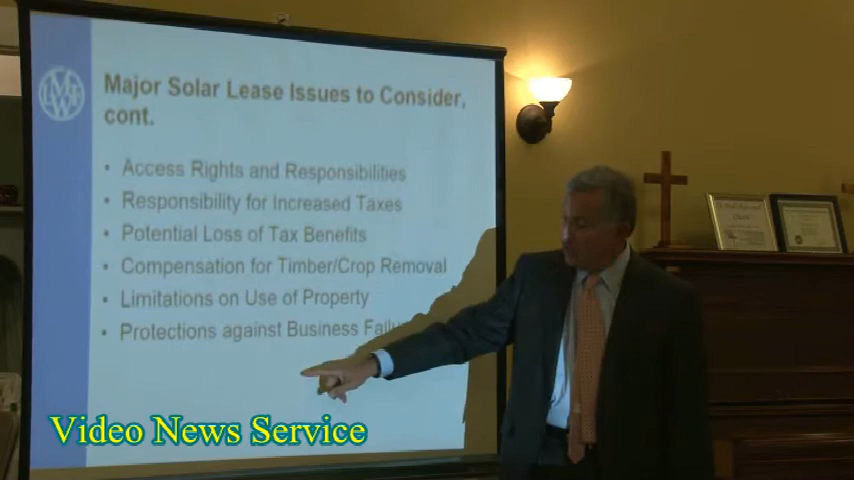 Major Solar Lease Issues to Consider,
cont.
• Access Rights and Responsibilities
• Responsibility for Increased Taxes
• Potential Loss of Tax Benefits
• Compensation for Timber/Crop Removal
• Limitations on Use of Property
• Protections against Business
Video News Service